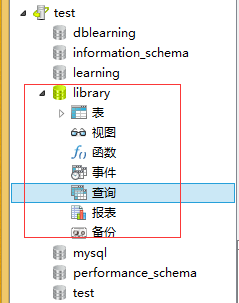 test
dblearning
information_schema
learning
library
表
视图
f()
函数
事件
查询
报表
备份
mysql
performance_schema
test